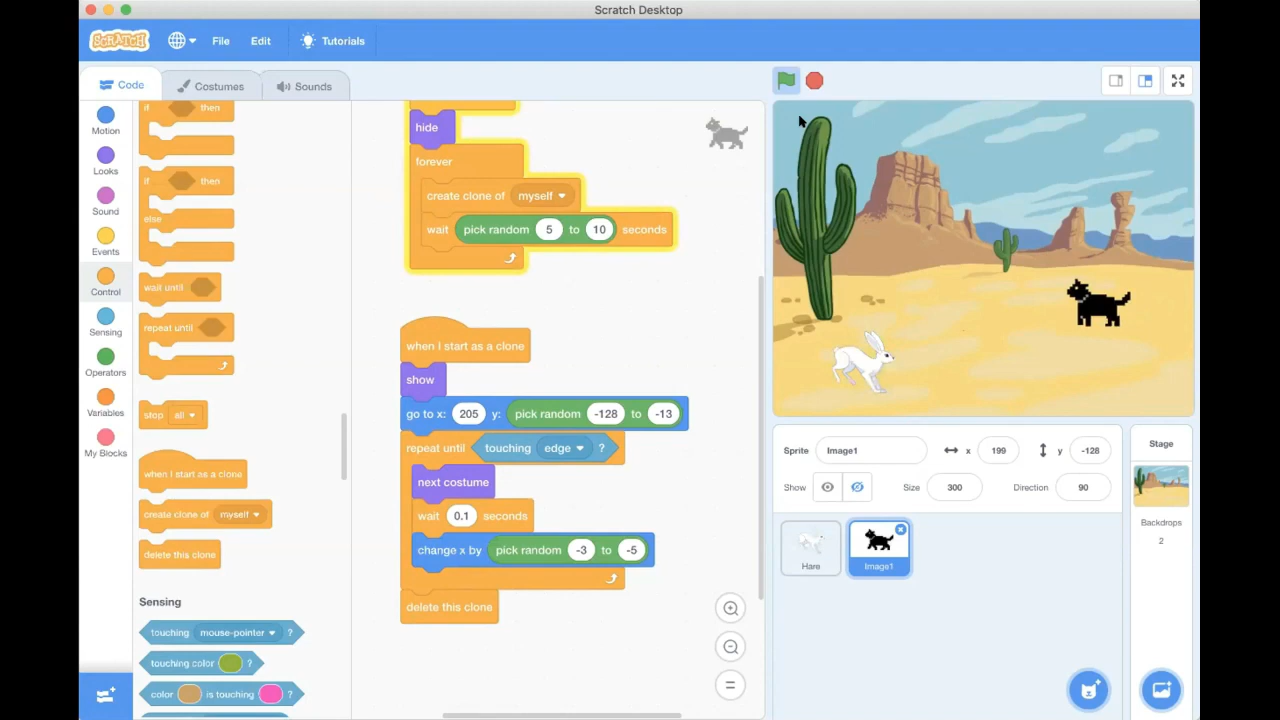 Scratch Desktop
SCRATCH File Edit Tutorials
Code Costumes Sounds
Motion
Looks
Sound
Events
Control
Sensing
Operators
Variables
My Blocks
if then
if then
else
wait until
repeat until
stop all
when I start as a clone
create clone of myself
delete this clone
Sensing
touching mouse-pointer ?
touching color ?
color is touching ?
hide
forever
create clone of myself
wait pick random 5 to 10 seconds
when I start as a clone
show
go to x: 205 y: pick random -128 to -13
repeat until touching edge ?
next costume
wait 0.1 seconds
change x by pick random -3 to -5
delete this clone
Sprite Image1 x 199 y -128
Show Size 300 Direction 90
Hare
Image1
Stage
Backdrops
2